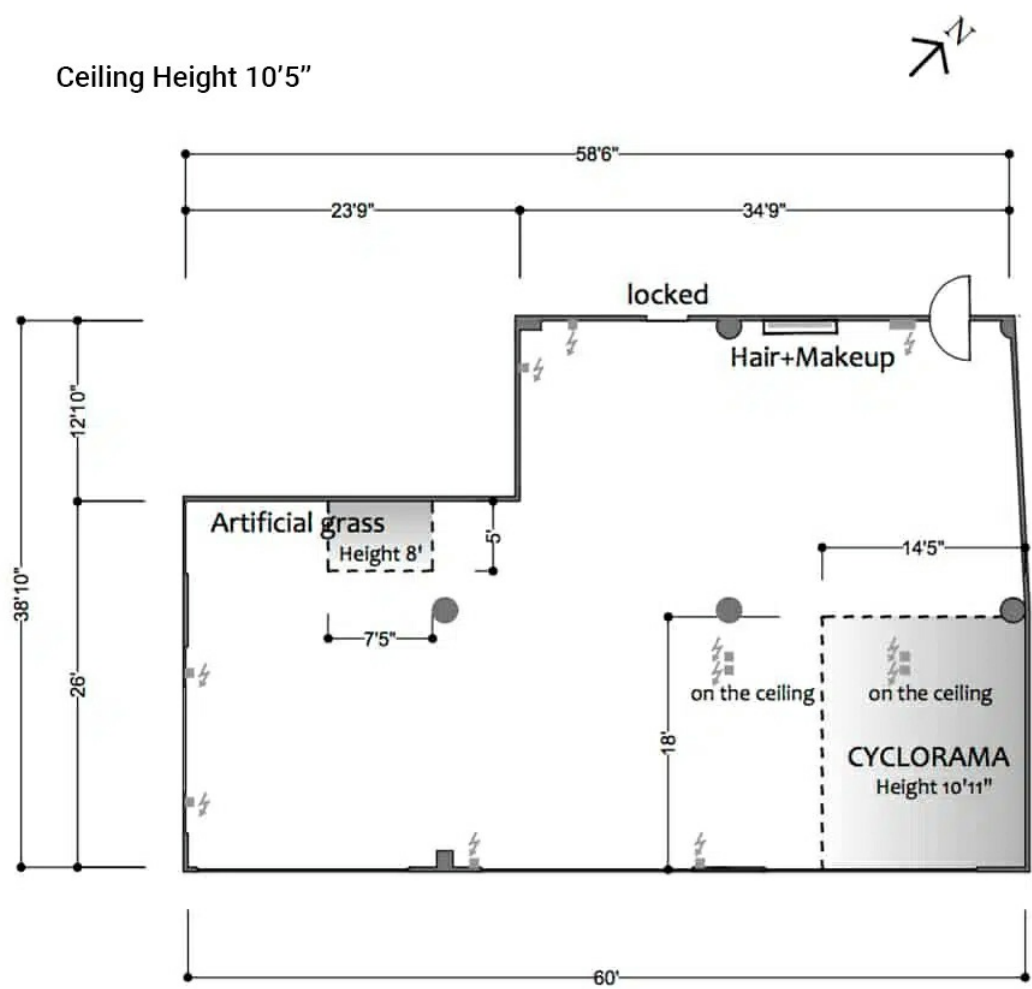 N
Ceiling Height 10’5’’
58'6"
23'9"
34'9"
locked
Hair+Makeup
12'10"
Artificial grass
Height 8'
5'
14'5"
38'10"
7'5"
26'
on the ceiling
on the ceiling
18'
CYCLORAMA
Height 10'11"
60'